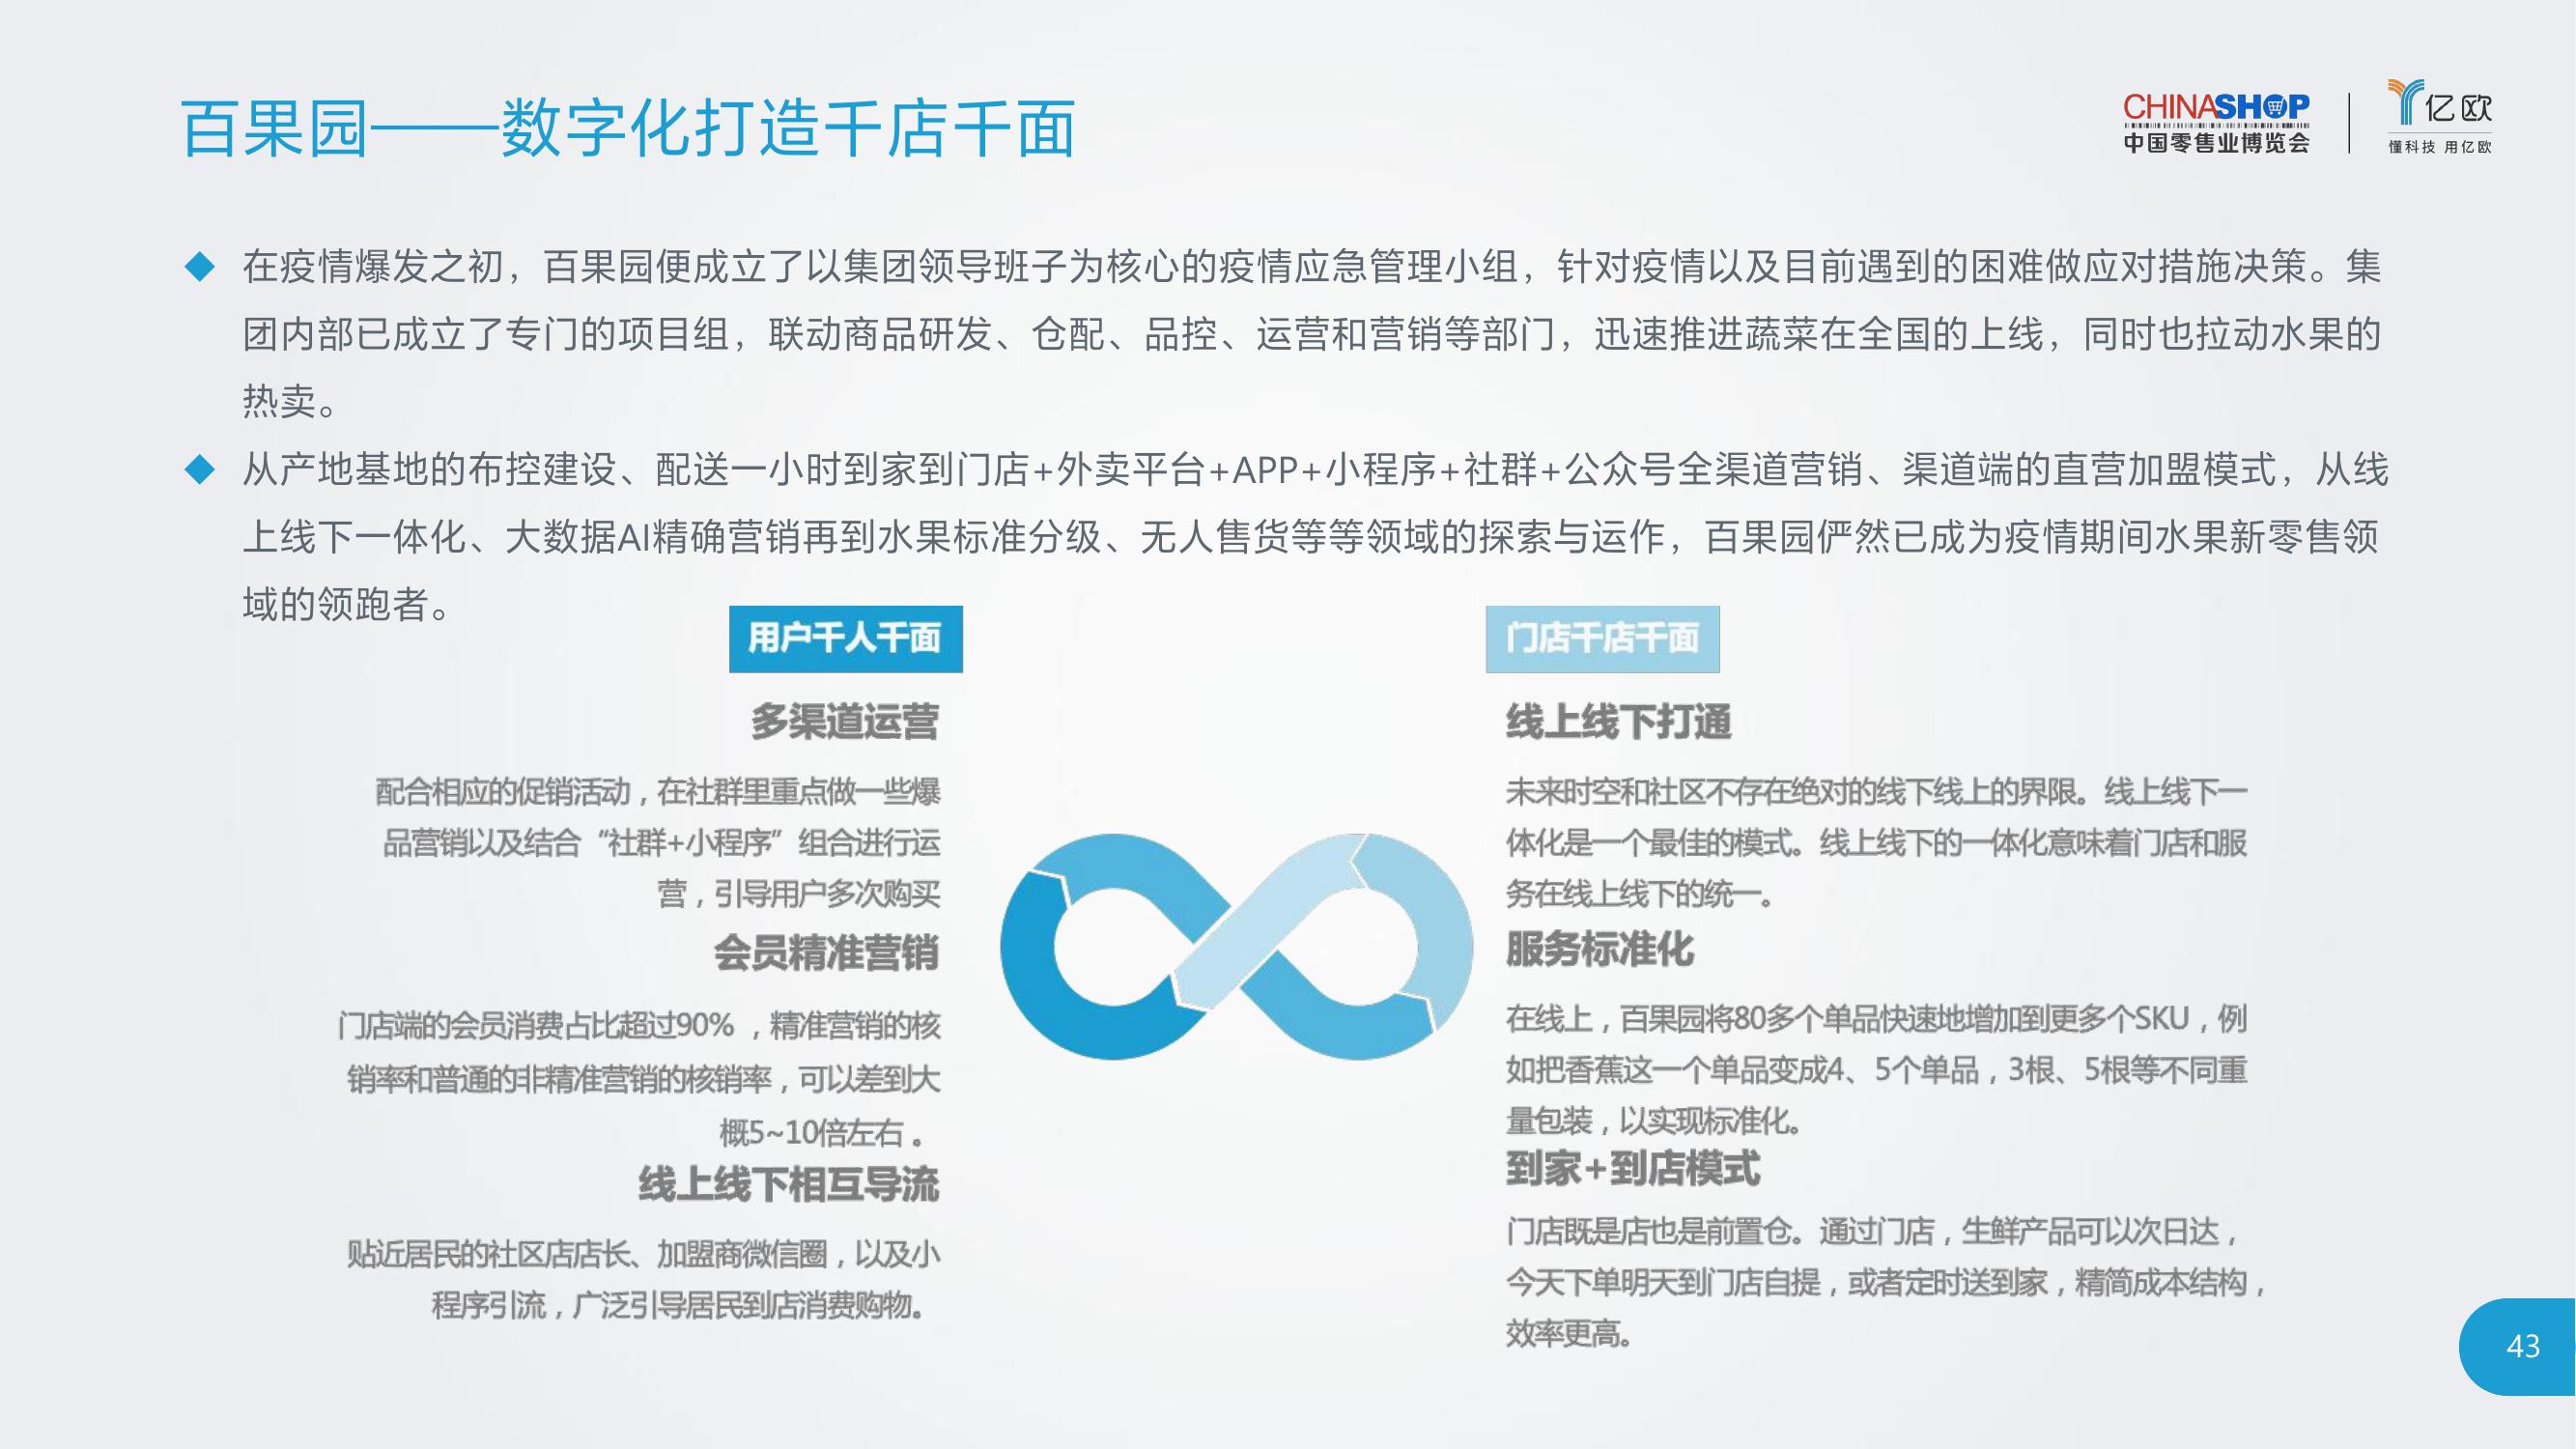 百果园——数字化打造千店千面
CHINASHOP
中国零售业博览会
亿欧
懂科技 用亿欧
在疫情爆发之初，百果园便成立了以集团领导班子为核心的疫情应急管理小组，针对疫情以及目前遇到的困难做应对措施决策。集
团内部已成立了专门的项目组，联动商品研发、仓配、品控、运营和营销等部门，迅速推进蔬菜在全国的上线，同时也拉动水果的
热卖。
从产地基地的布控建设、配送一小时到家到门店+外卖平台+APP+小程序+社群+公众号全渠道营销、渠道端的直营加盟模式，从线
上线下一体化、大数据AI精确营销再到水果标准分级、无人售货等等领域的探索与运作，百果园俨然已成为疫情期间水果新零售领
域的领跑者。
用户千人千面
多渠道运营
配合相应的促销活动，在社群里重点做一些爆
品营销以及结合“社群+小程序”组合进行运
营，引导用户多次购买
会员精准营销
门店端的会员消费占比超过90% ，精准营销的核
销率和普通的非精准营销的核销率，可以差到大
概5~10倍左右 。
线上线下相互导流
贴近居民的社区店店长、加盟商微信圈，以及小
程序引流，广泛引导居民到店消费购物。
门店千店千面
线上线下打通
未来时空和社区不存在绝对的线下线上的界限。线上线下一
体化是一个最佳的模式。线上线下的一体化意味着门店和服
务在线上线下的统一。
服务标准化
在线上，百果园将80多个单品快速地增加到更多个SKU，例
如把香蕉这一个单品变成4、5个单品，3根、5根等不同重
量包装，以实现标准化。
到家+到店模式
门店既是店也是前置仓。通过门店，生鲜产品可以次日达，
今天下单明天到门店自提，或者定时送到家，精简成本结构，
效率更高。
43